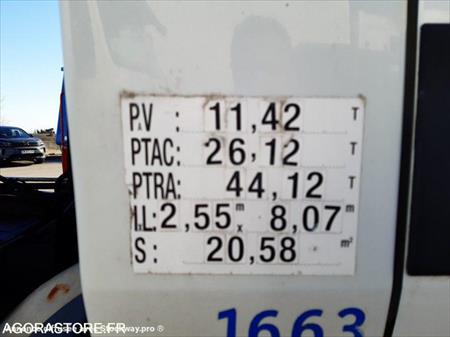 P.V : 11,42 T
PTAC: 26,12 T
PTRA: 44,12 T
I.L: 2,55 m x 8,07 m
S : 20,58 m²
1663
AGORASTORE.FR